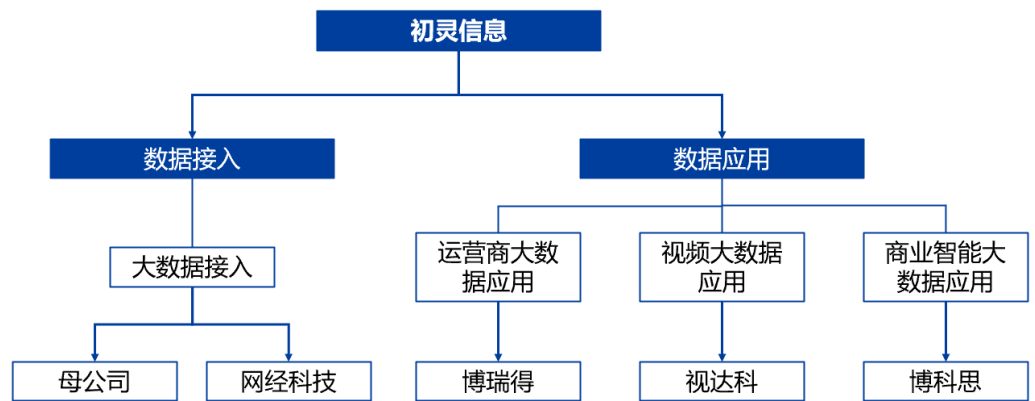 初灵信息
数据接入
数据应用
大数据接入
运营商大数
据应用
视频大数据
应用
商业智能大
数据应用
母公司
网经科技
博瑞得
视达科
博科思